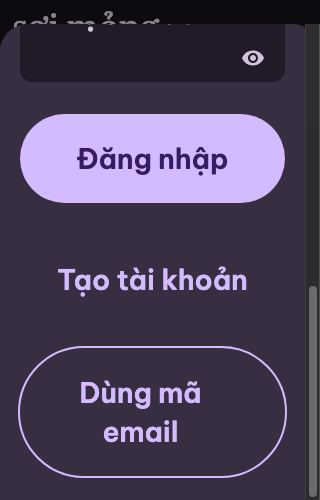 Đăng nhập
Tạo tài khoản
Dùng mã
email